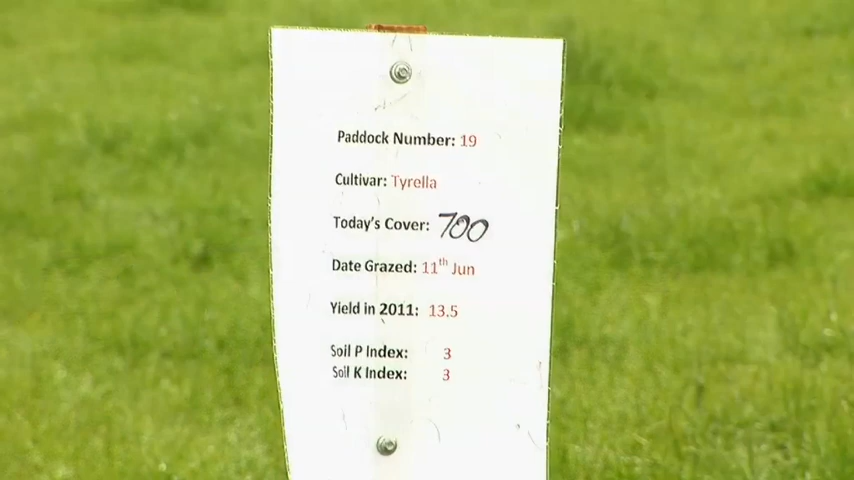 Paddock Number: 19
Cultivar: Tyrella
Today's Cover: 700
Date Grazed: 11th Jun
Yield in 2011: 13.5
Soil P Index: 3
Soil K Index: 3